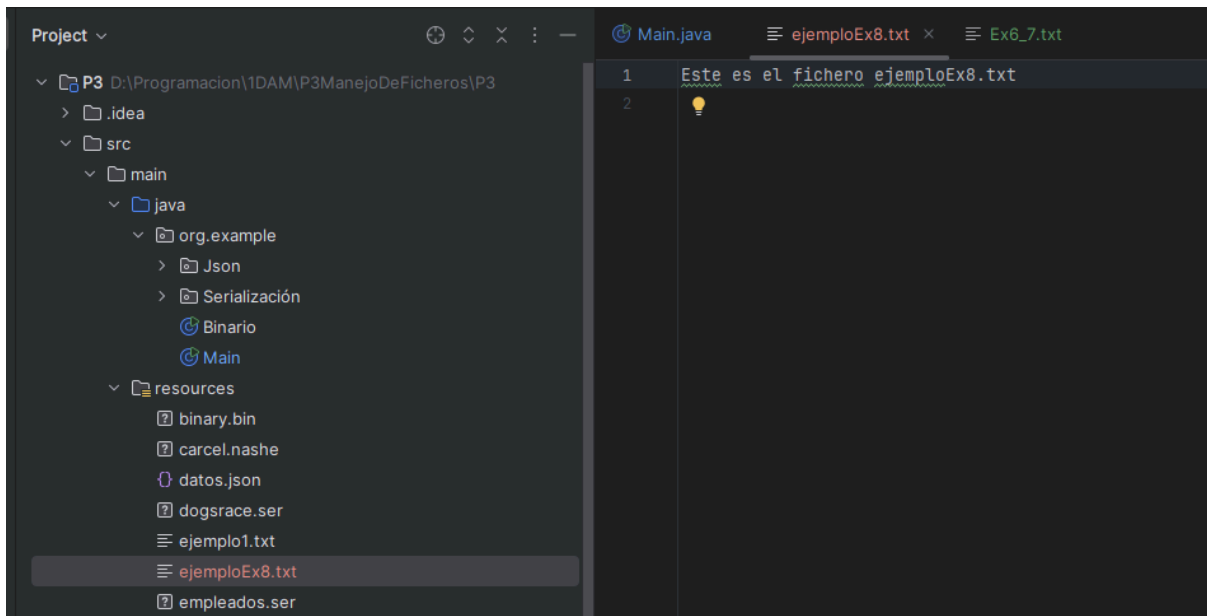 Project
P3 D:\Programacion\1DAM\P3ManejoDeFicheros\P3
.idea
src
main
java
org.example
Json
Serialización
Binario
Main
resources
binary.bin
carcel.nashe
datos.json
dogsrace.ser
ejemplo1.txt
ejemploEx8.txt
empleados.ser
Main.java ejemploEx8.txt Ex6_7.txt
1 Este es el fichero ejemploEx8.txt
2